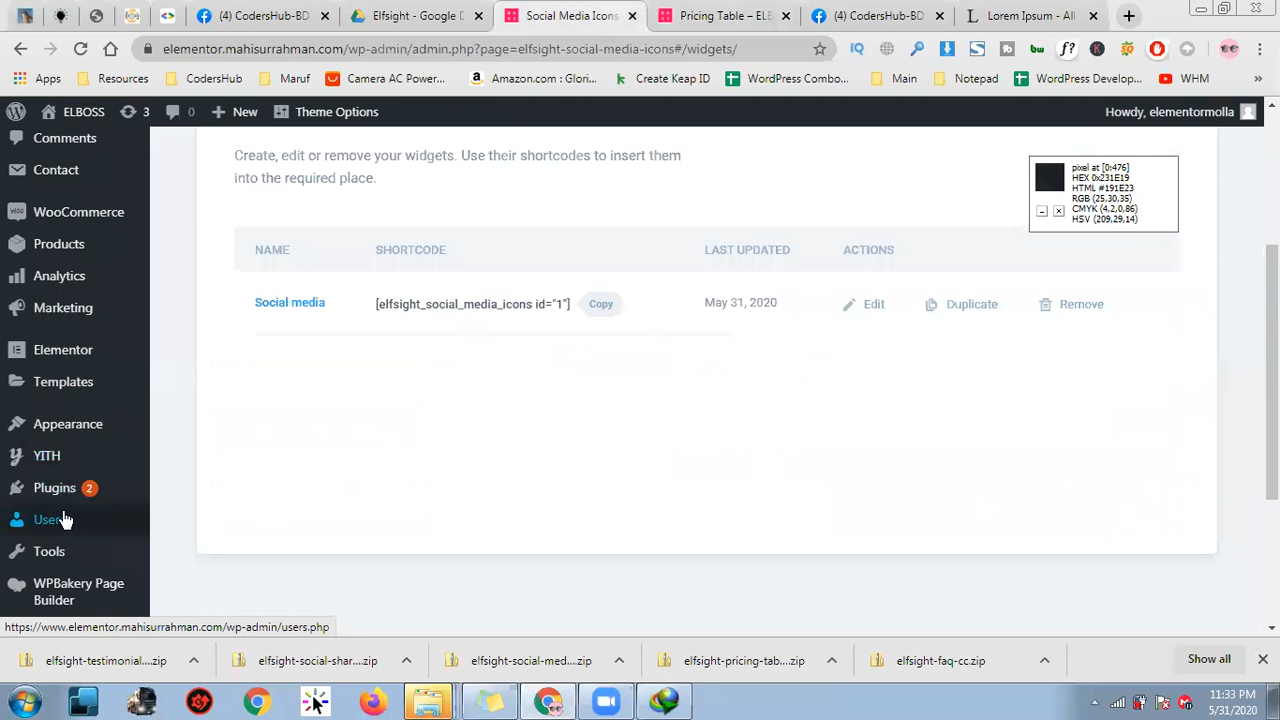 (4) CodersHub-BD
Elfsight - Google D
Social Media Icons
Pricing Table – ELB
(4) CodersHub-BD
Lorem Ipsum - All
elementor.mahisurrahman.com/wp-admin/admin.php?page=elfsight-social-media-icons#/widgets/
Apps
Resources
CodersHub
Maruf
Camera AC Powe...
Amazon.com : Glori...
Create Keap ID
WordPress Combo...
Main
Notepad
WordPress Develop...
WHM
ELBOSS
3
0
New
Theme Options
Howdy, elementormolla
Comments
Contact
WooCommerce
Products
Analytics
Marketing
Elementor
Templates
Appearance
YITH
Plugins 2
Users
Tools
WPBakery Page
Builder
Create, edit or remove your widgets. Use their shortcodes to insert them
into the required place.
pixel at [0:476]
HEX 0x231E19
HTML #191E23
RGB (25,30,35)
CMYK (4,2,0,86)
HSV (209,29,14)
NAME
SHORTCODE
LAST UPDATED
ACTIONS
Social media
[elfsight_social_media_icons id="1"]
Copy
May 31, 2020
Edit
Duplicate
Remove
https://www.elementor.mahisurrahman.com/wp-admin/users.php
elfsight-testimonial....zip
elfsight-social-shar....zip
elfsight-social-med....zip
elfsight-pricing-tab....zip
elfsight-faq-cc.zip
Show all
11:33 PM
5/31/2020